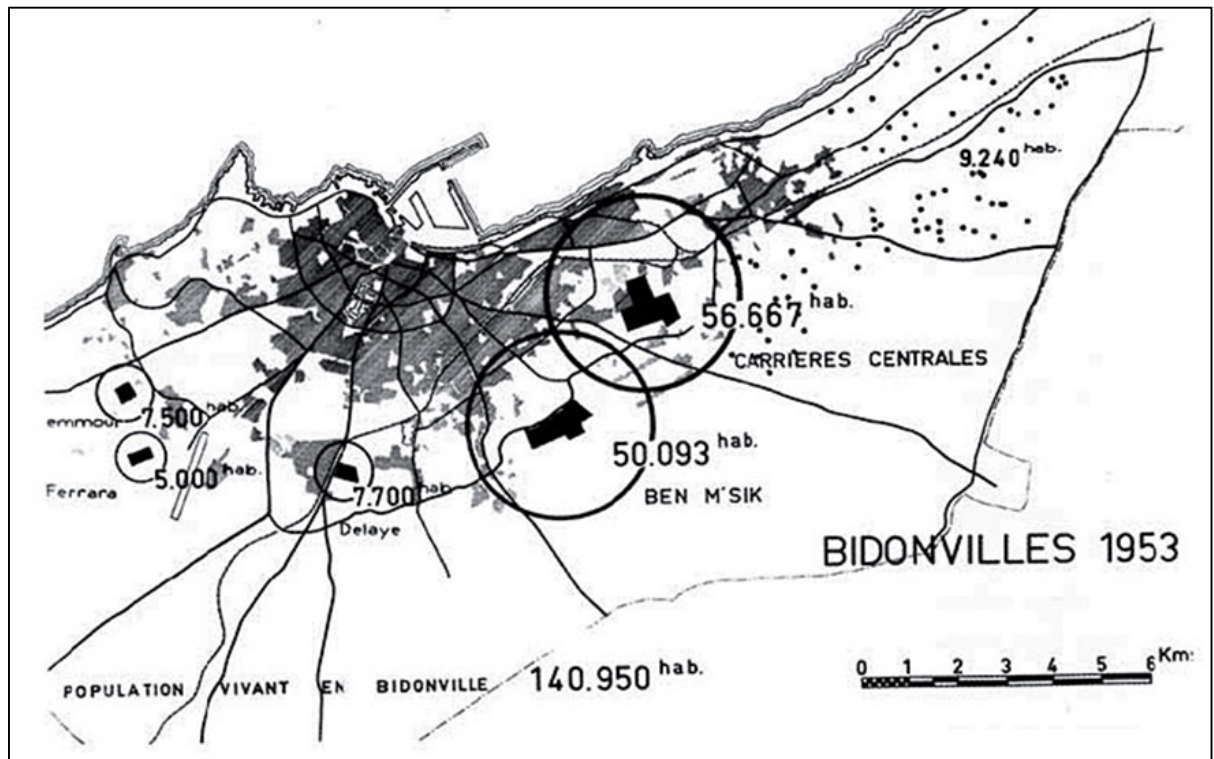 9.240 hab.
56.667 hab.
CARRIERES CENTRALES
emmour 7.500 hab.
5.000 hab.
Ferrara
7.700 hab
Delaye
50.093 hab.
BEN M'SIK
BIDONVILLES 1953
POPULATION VIVANT EN BIDONVILLE 140.950 hab.
0 1 2 3 4 5 6 Km: